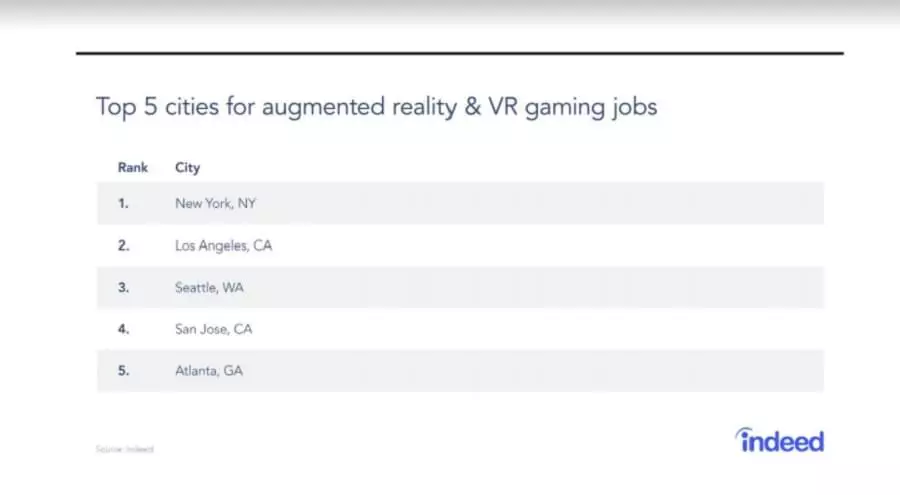 Top 5 cities for augmented reality & VR gaming jobs
Rank City
1. New York, NY
2. Los Angeles, CA
3. Seattle, WA
4. San Jose, CA
5. Atlanta, GA
Source: Indeed
indeed